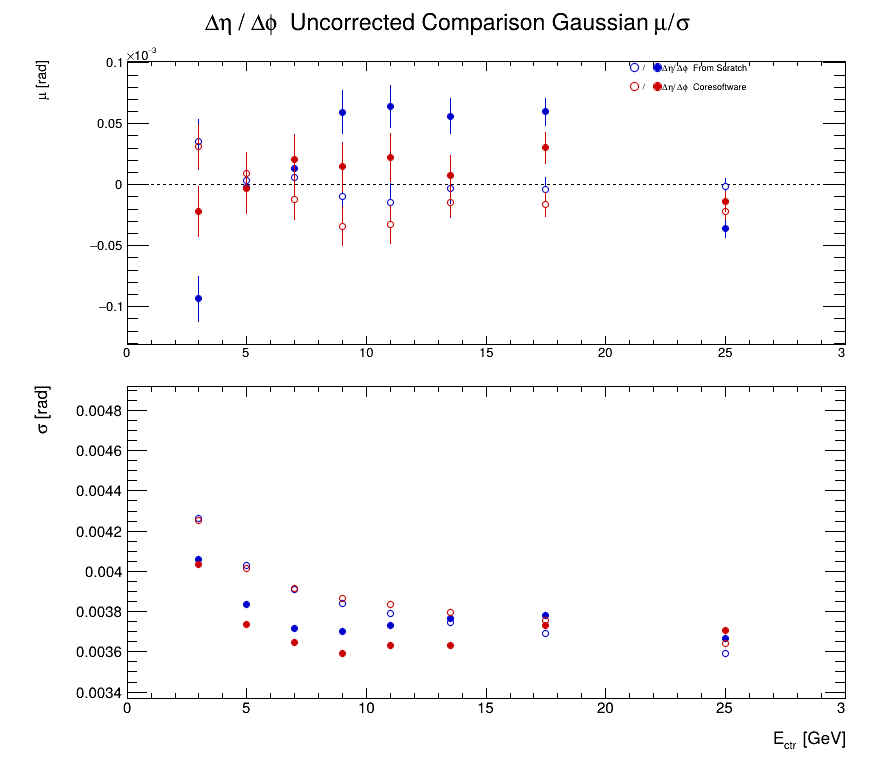 Δη / Δϕ Uncorrected Comparison Gaussian μ/σ
×10⁻³
μ [rad]
0.1
0.05
0
−0.05
−0.1
/ Δη/Δϕ From Scratch
/ Δη/Δϕ Coresoftware
0 5 10 15 20 25 3
σ [rad]
0.0048
0.0046
0.0044
0.0042
0.004
0.0038
0.0036
0.0034
0 5 10 15 20 25 3
E_ctr [GeV]